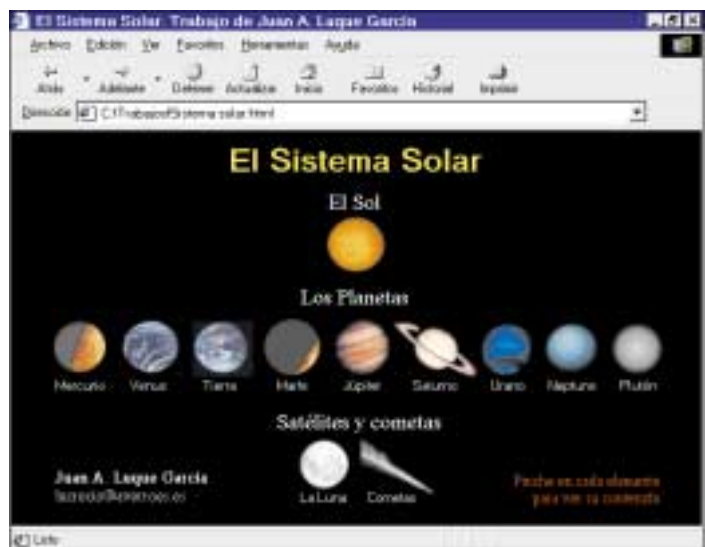 El Sistema Solar. Trabajo de Juan A. Luque García
Archivo Edición Ver Favoritos Herramientas Ayuda
Atrás Adelante Detener Actualizar Inicio Favoritos Historial Imprimir
Dirección C:\Trabajos\Sistema solar.html
El Sistema Solar
El Sol
Los Planetas
Mercurio Venus Tierra Marte Júpiter Saturno Urano Neptuno Plutón
Satélites y cometas
La Luna Cometas
Juan A. Luque García
Pinche en cada elemento
para ver su contenido
Listo